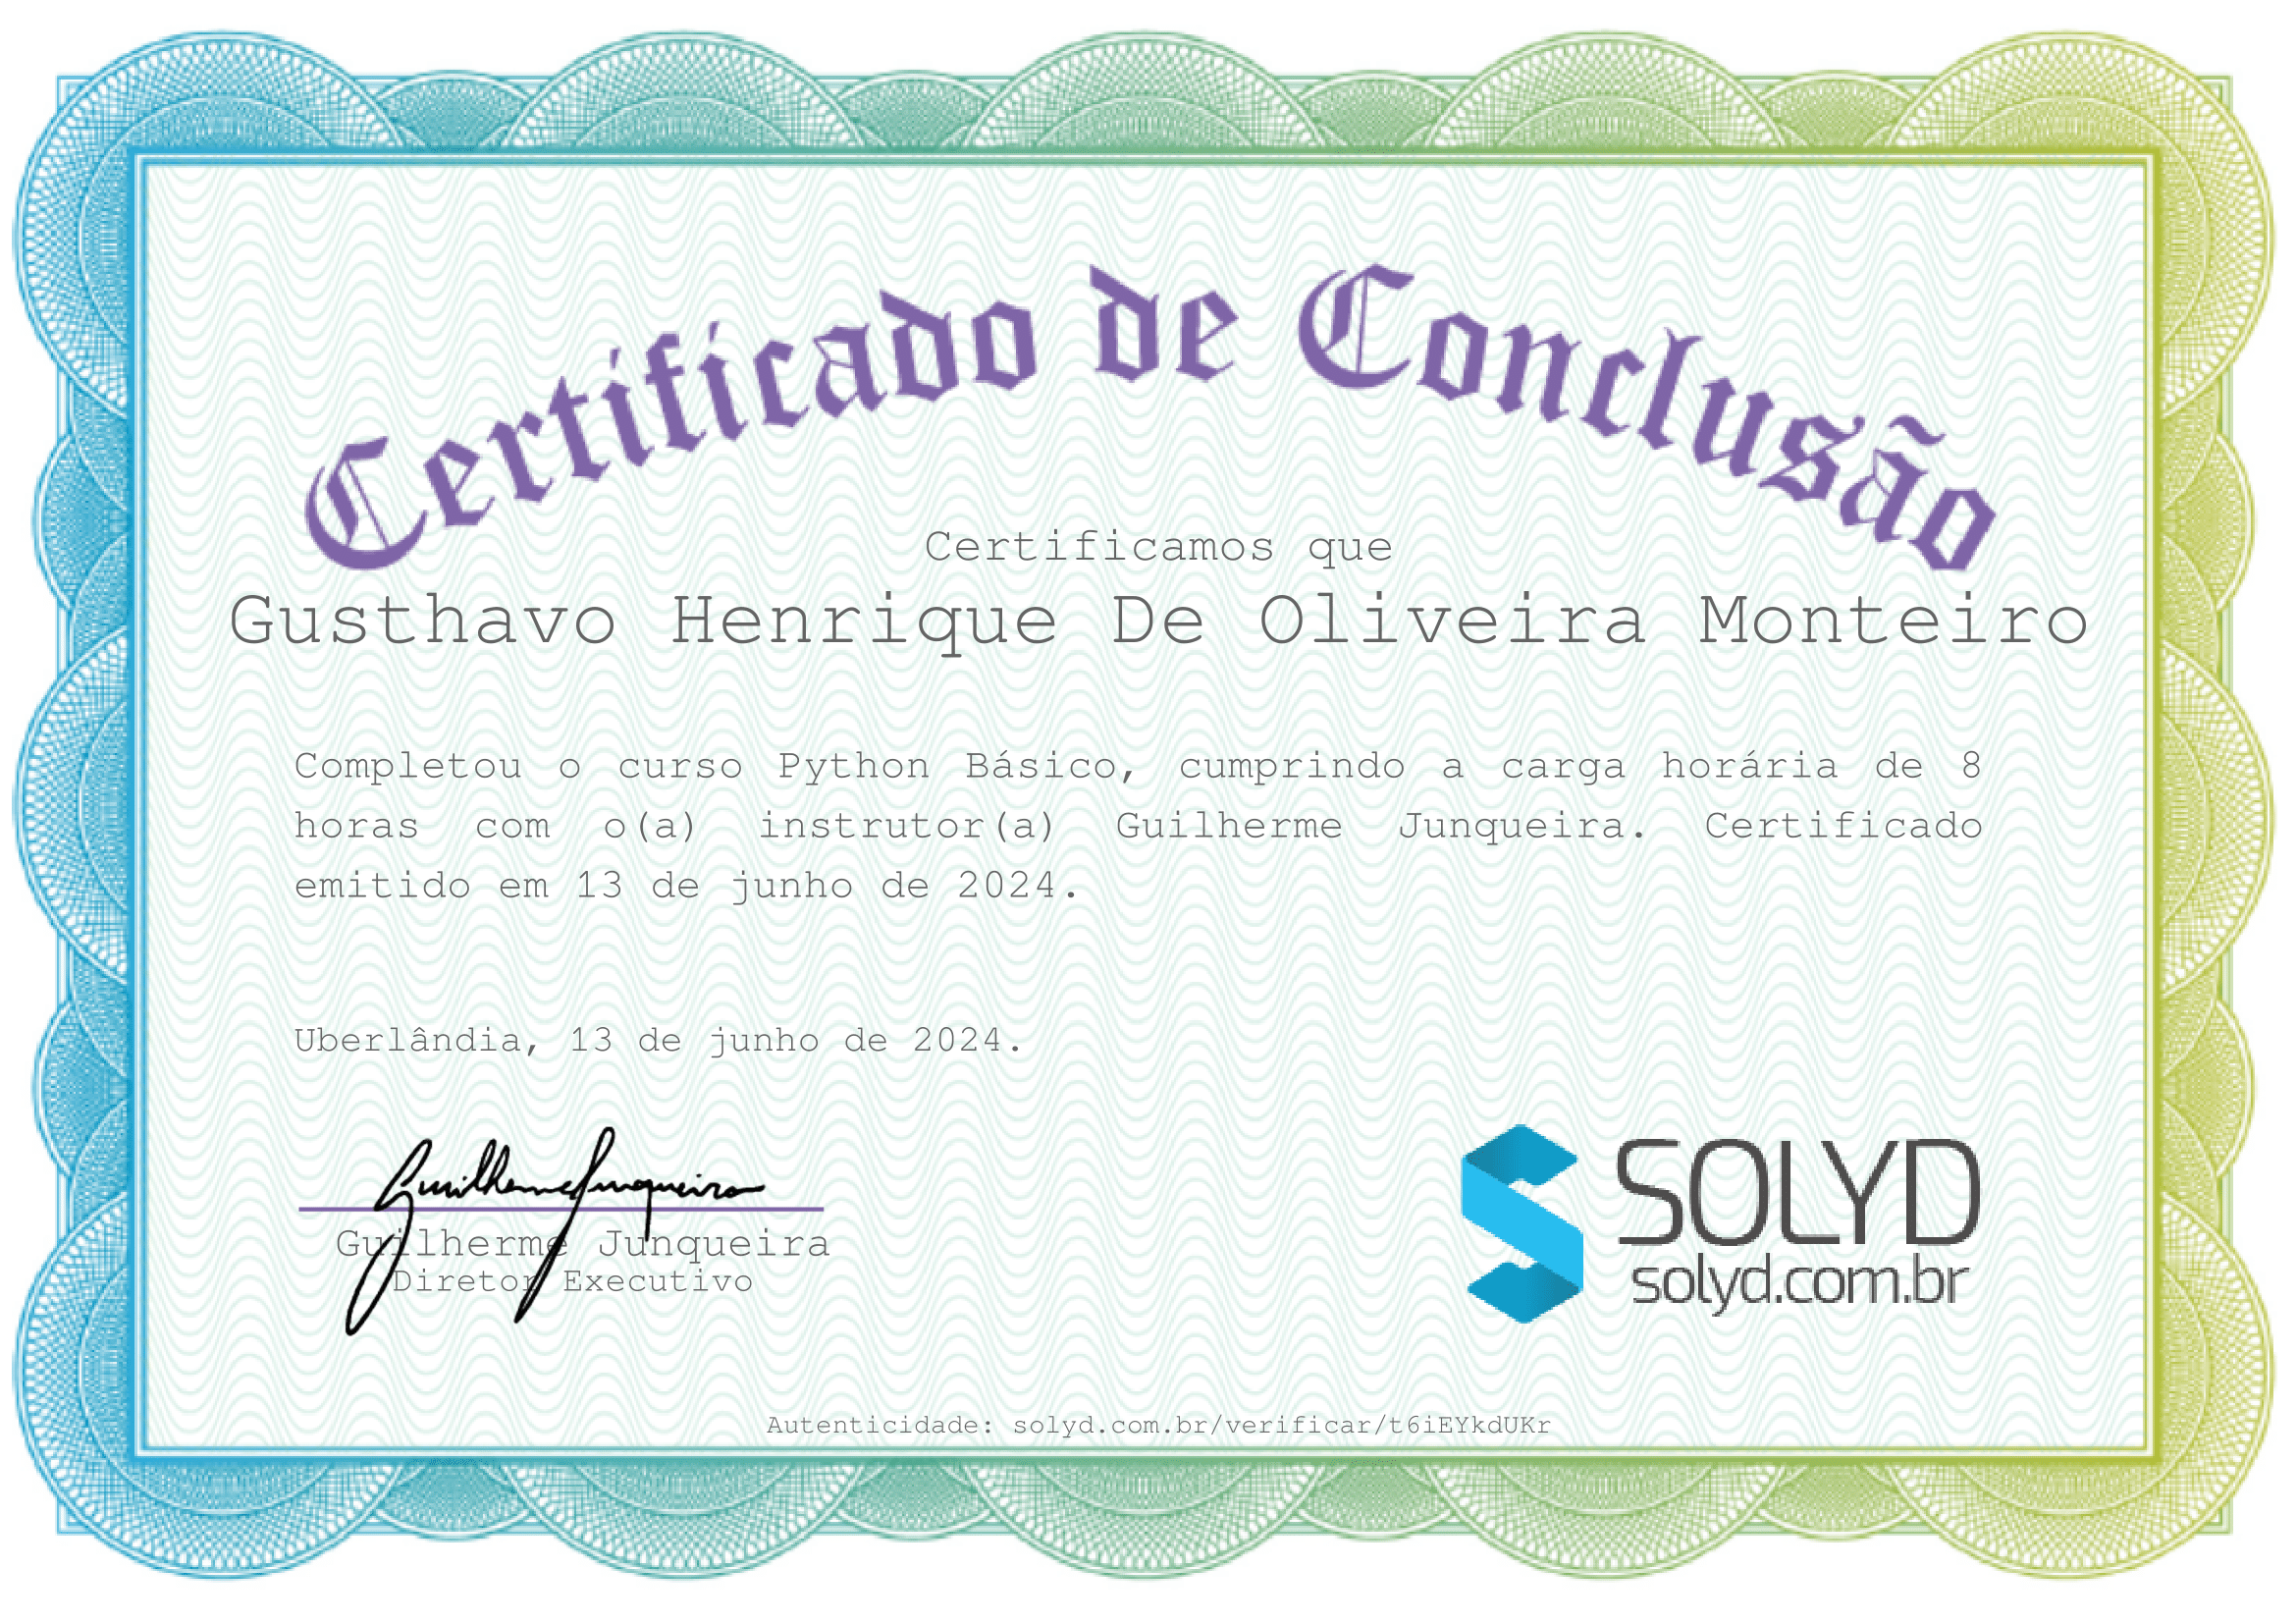 Certificado de Conclusão
Certificamos que
Gusthavo Henrique De Oliveira Monteiro
Completou o curso Python Básico, cumprindo a carga horária de 8
horas com o(a) instrutor(a) Guilherme Junqueira. Certificado
emitido em 13 de junho de 2024.
Uberlândia, 13 de junho de 2024.
Guilherme Junqueira
Guilherme Junqueira
Diretor Executivo
SOLYD
solyd.com.br
Autenticidade: solyd.com.br/verificar/t6iEYkdUKr